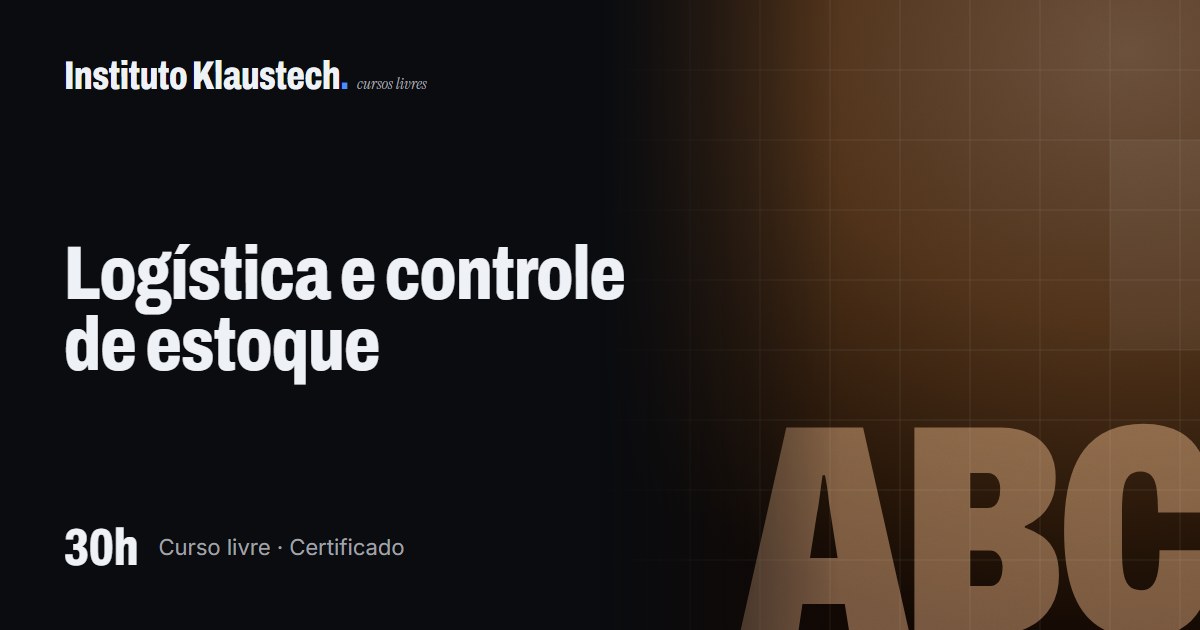 Instituto Klaustech. cursos livres
Logística e controle
de estoque
30h Curso livre · Certificado
ABC